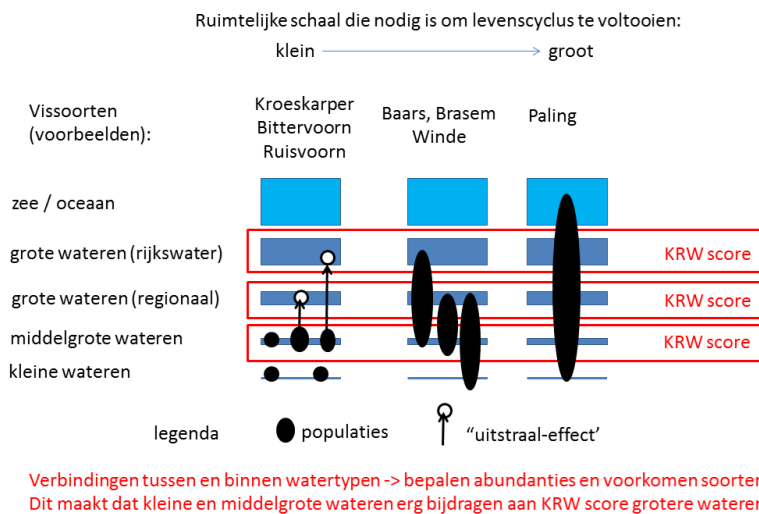 Ruimtelijke schaal die nodig is om levenscyclus te voltooien:
klein
groot
Vissoorten
(voorbeelden):
Kroeskarper
Bittervoorn
Ruisvoorn
Baars, Brasem
Winde
Paling
zee / oceaan
grote wateren (rijkswater)
KRW score
grote wateren (regionaal)
KRW score
middelgrote wateren
KRW score
kleine wateren
legenda
populaties
“uitstraal-effect’
Verbindingen tussen en binnen watertypen -> bepalen abundanties en voorkomen soorten
Dit maakt dat kleine en middelgrote wateren erg bijdragen aan KRW score grotere wateren